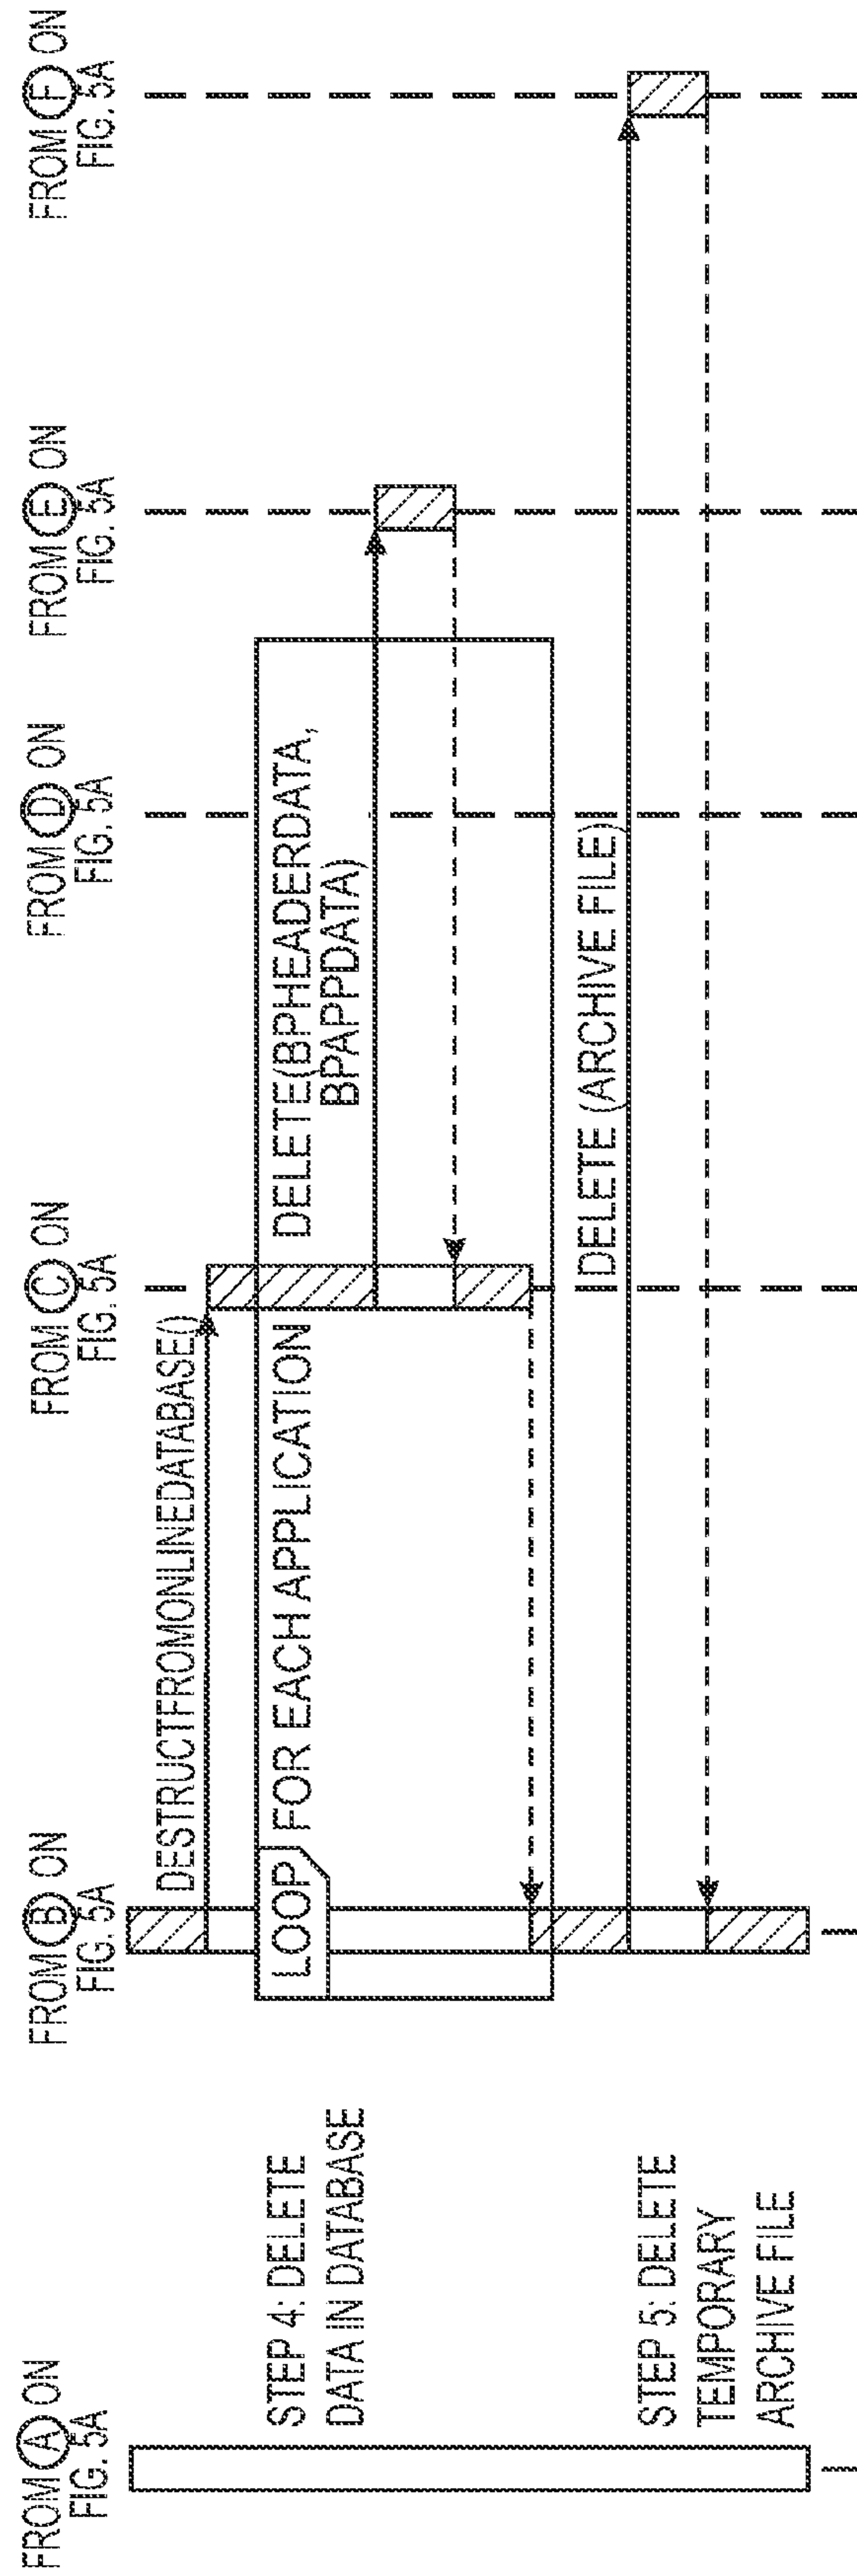 FROM A ON
FIG. 5A
FROM B ON
FIG. 5A
FROM C ON
FIG. 5A
FROM D ON
FIG. 5A
FROM E ON
FIG. 5A
FROM F ON
FIG. 5A
DESTRUCTFROMONLINEDATABASE()
STEP 4: DELETE
DATA IN DATABASE
LOOP
FOR EACH APPLICATION
DELETE(BPHEADERDATA,
BPAPPDATA)
STEP 5: DELETE
TEMPORARY
ARCHIVE FILE
DELETE (ARCHIVE FILE)